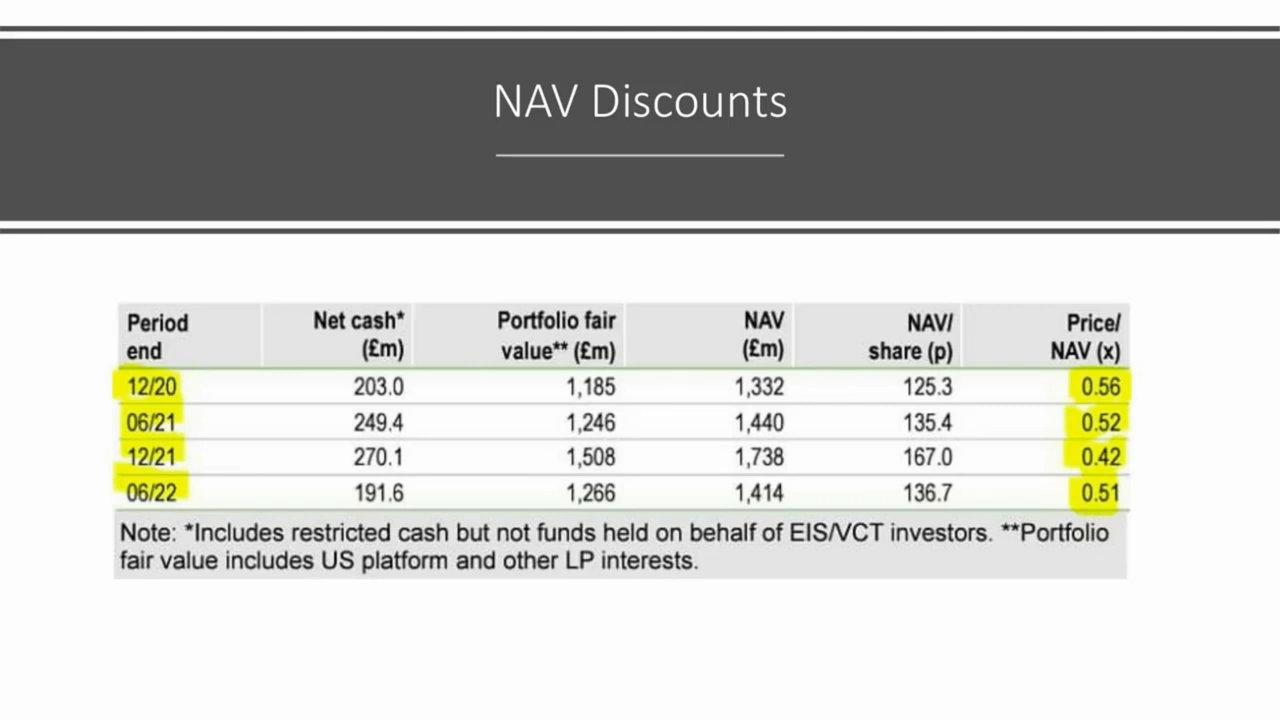 NAV Discounts
Period end Net cash* (£m) Portfolio fair value** (£m) NAV (£m) NAV/ share (p) Price/ NAV (x)
12/20 203.0 1,185 1,332 125.3 0.56
06/21 249.4 1,246 1,440 135.4 0.52
12/21 270.1 1,508 1,738 167.0 0.42
06/22 191.6 1,266 1,414 136.7 0.51
Note: *Includes restricted cash but not funds held on behalf of EIS/VCT investors. **Portfolio
fair value includes US platform and other LP interests.